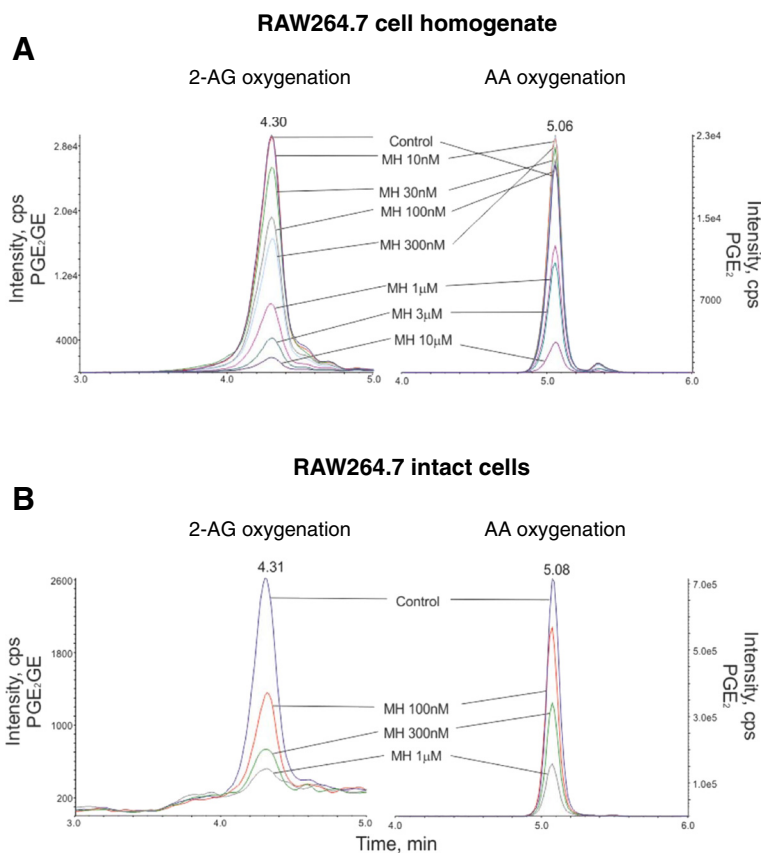 RAW264.7 cell homogenate
A
2-AG oxygenation
AA oxygenation
4.30
5.06
Control
MH 10nM
MH 30nM
MH 100nM
MH 300nM
MH 1µM
MH 3µM
MH 10µM
Intensity, cps
PGE₂GE
2.8e4
2.0e4
1.2e4
4000
3.0
4.0
5.0
4.0
5.0
6.0
2.3e4
1.5e4
7000
Intensity, cps
PGE₂
RAW264.7 intact cells
B
2-AG oxygenation
AA oxygenation
4.31
5.08
Control
MH 100nM
MH 300nM
MH 1µM
Intensity, cps
PGE₂GE
2600
1800
1000
200
3.0
4.0
5.0
4.0
5.0
6.0
7.0e5
5.0e5
3.0e5
1.0e5
Intensity, cps
PGE₂
Time, min